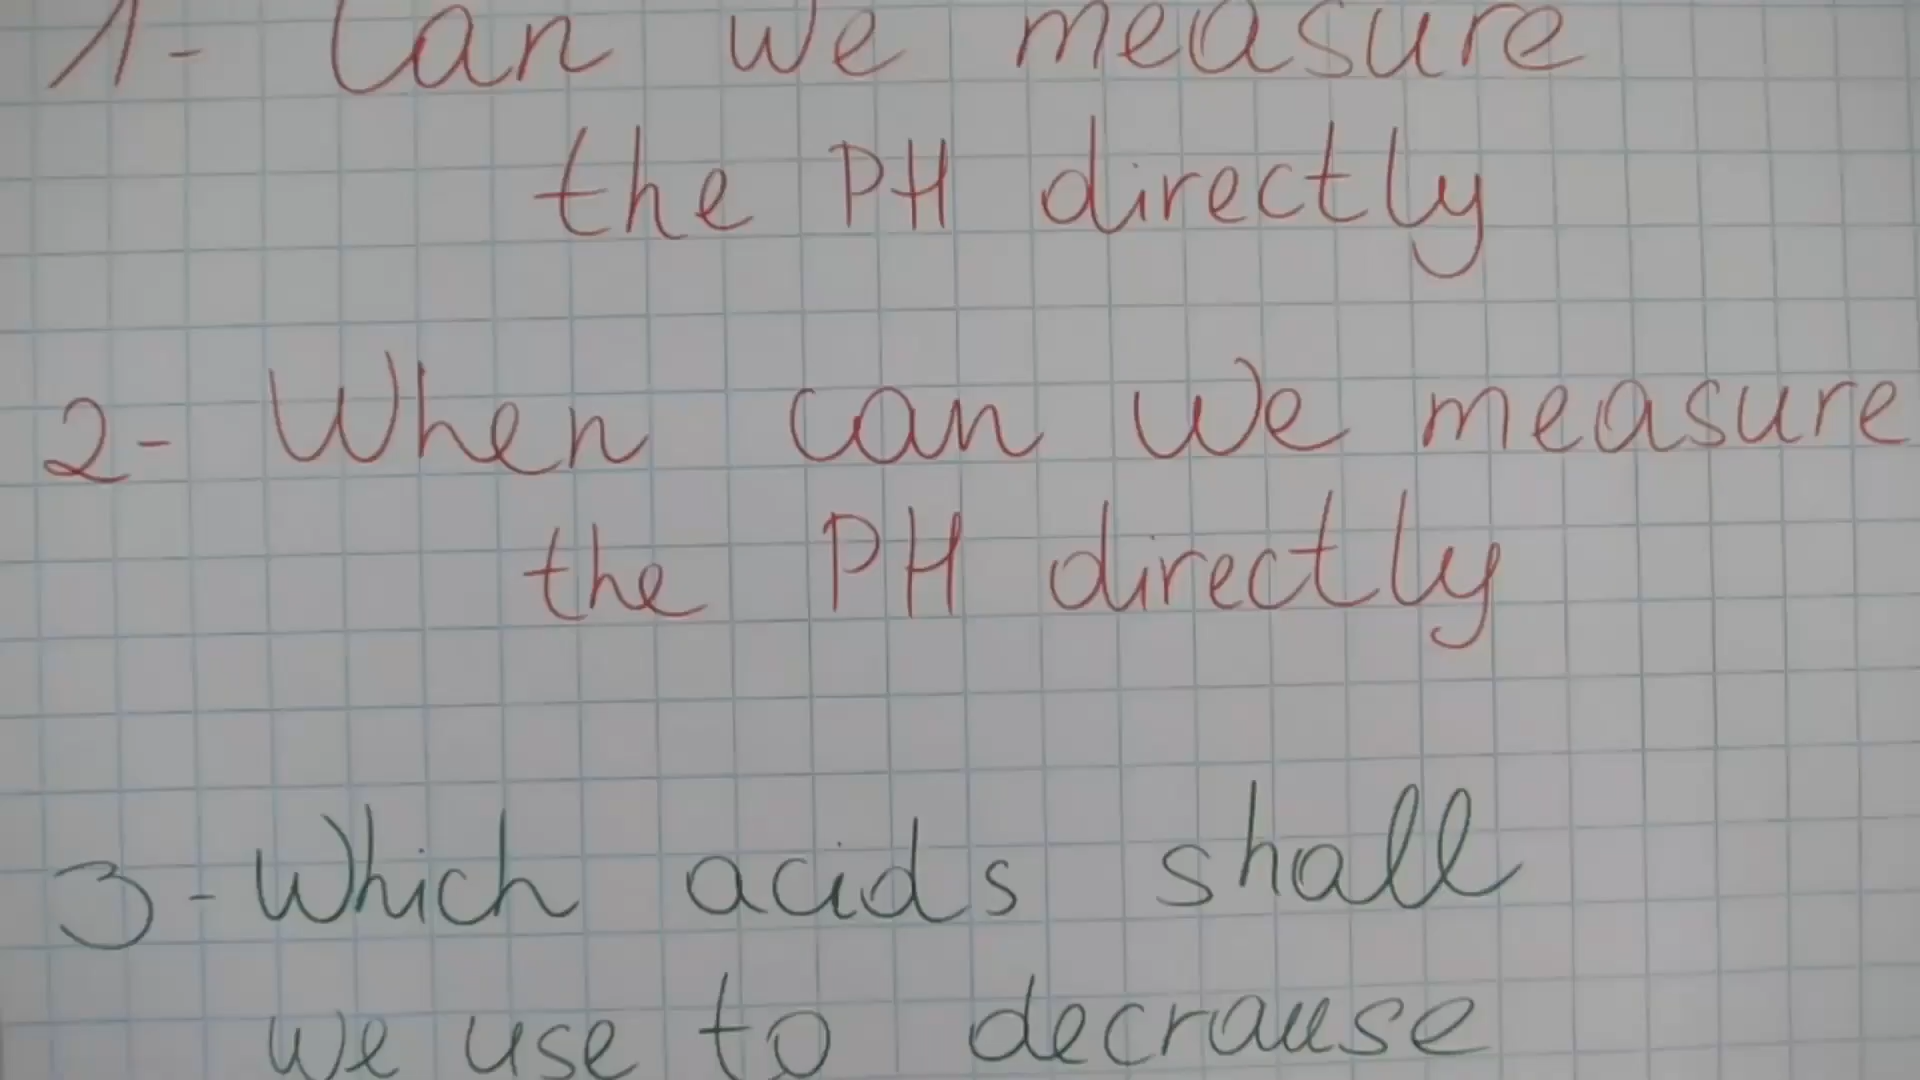 1- Can we measure
the PH directly
2- When can we measure
the PH directly
3- Which acids shall
we use to decrause